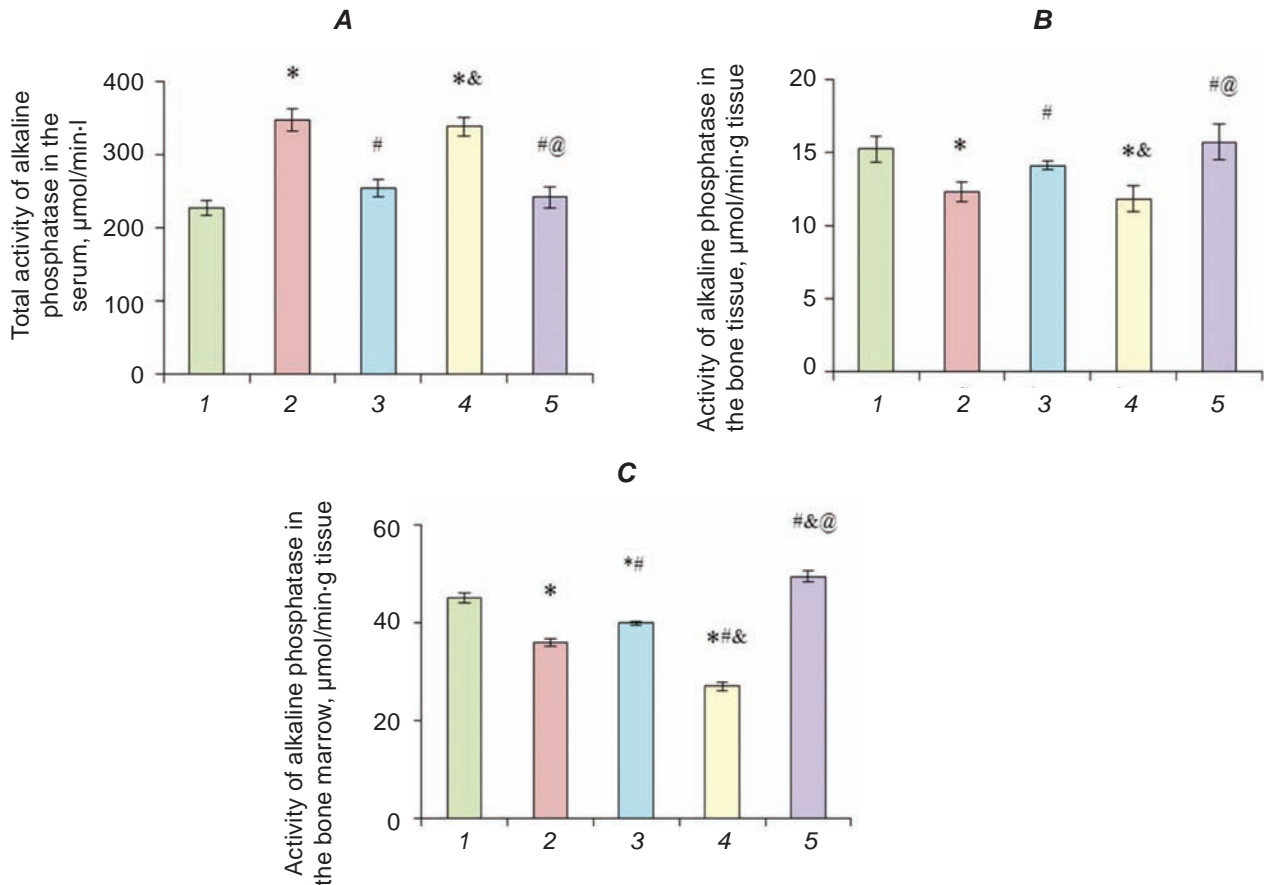 A
Total activity of alkaline
phosphatase in the
serum, µmol/min·l
400
300
200
100
0
*
#
*&
#@
1 2 3 4 5
B
Activity of alkaline phosphatase in
the bone tissue, µmol/min·g tissue
20
15
10
5
0
*
#
*&
#@
1 2 3 4 5
C
Activity of alkaline phosphatase in
the bone marrow, µmol/min·g tissue
60
40
20
0
*
*#
*#&
#&@
1 2 3 4 5